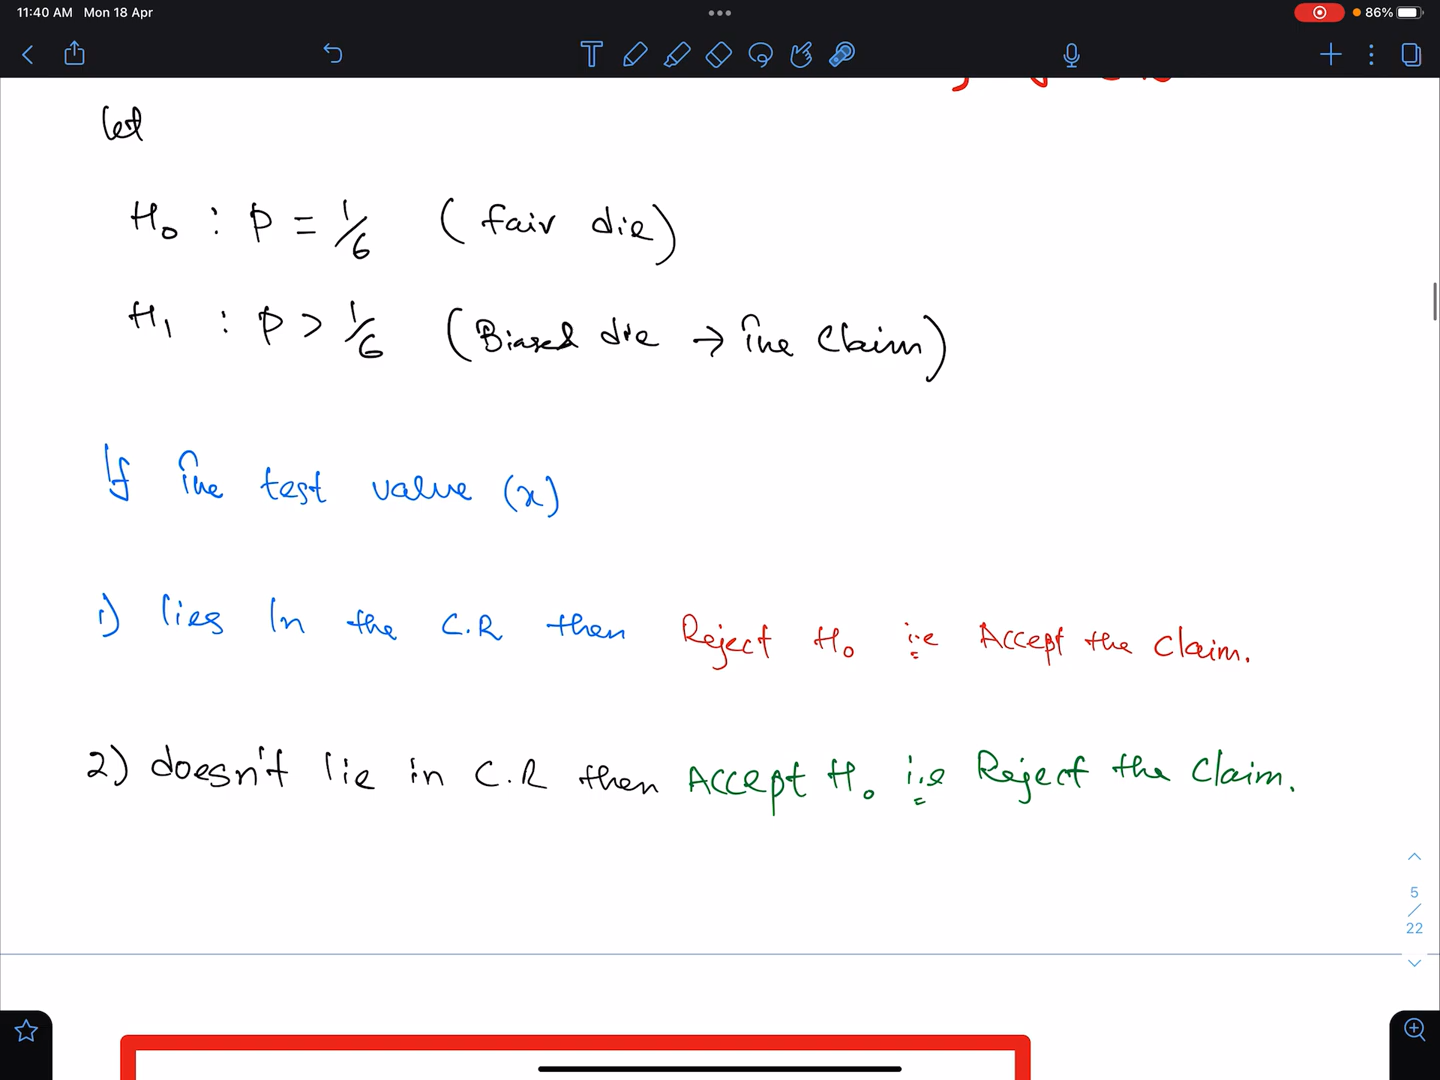 11:40 AM Mon 18 Apr
86%
let
H₀ : P = 1/6 (fair die)
H₁ : P > 1/6 (Biased die → The Claim)
If The test value (x)
1) lies In the C.R then Reject H₀ i.e Accept the Claim.
2) doesn't lie in C.R then Accept H₀ i.e Reject the Claim.
5
/
22